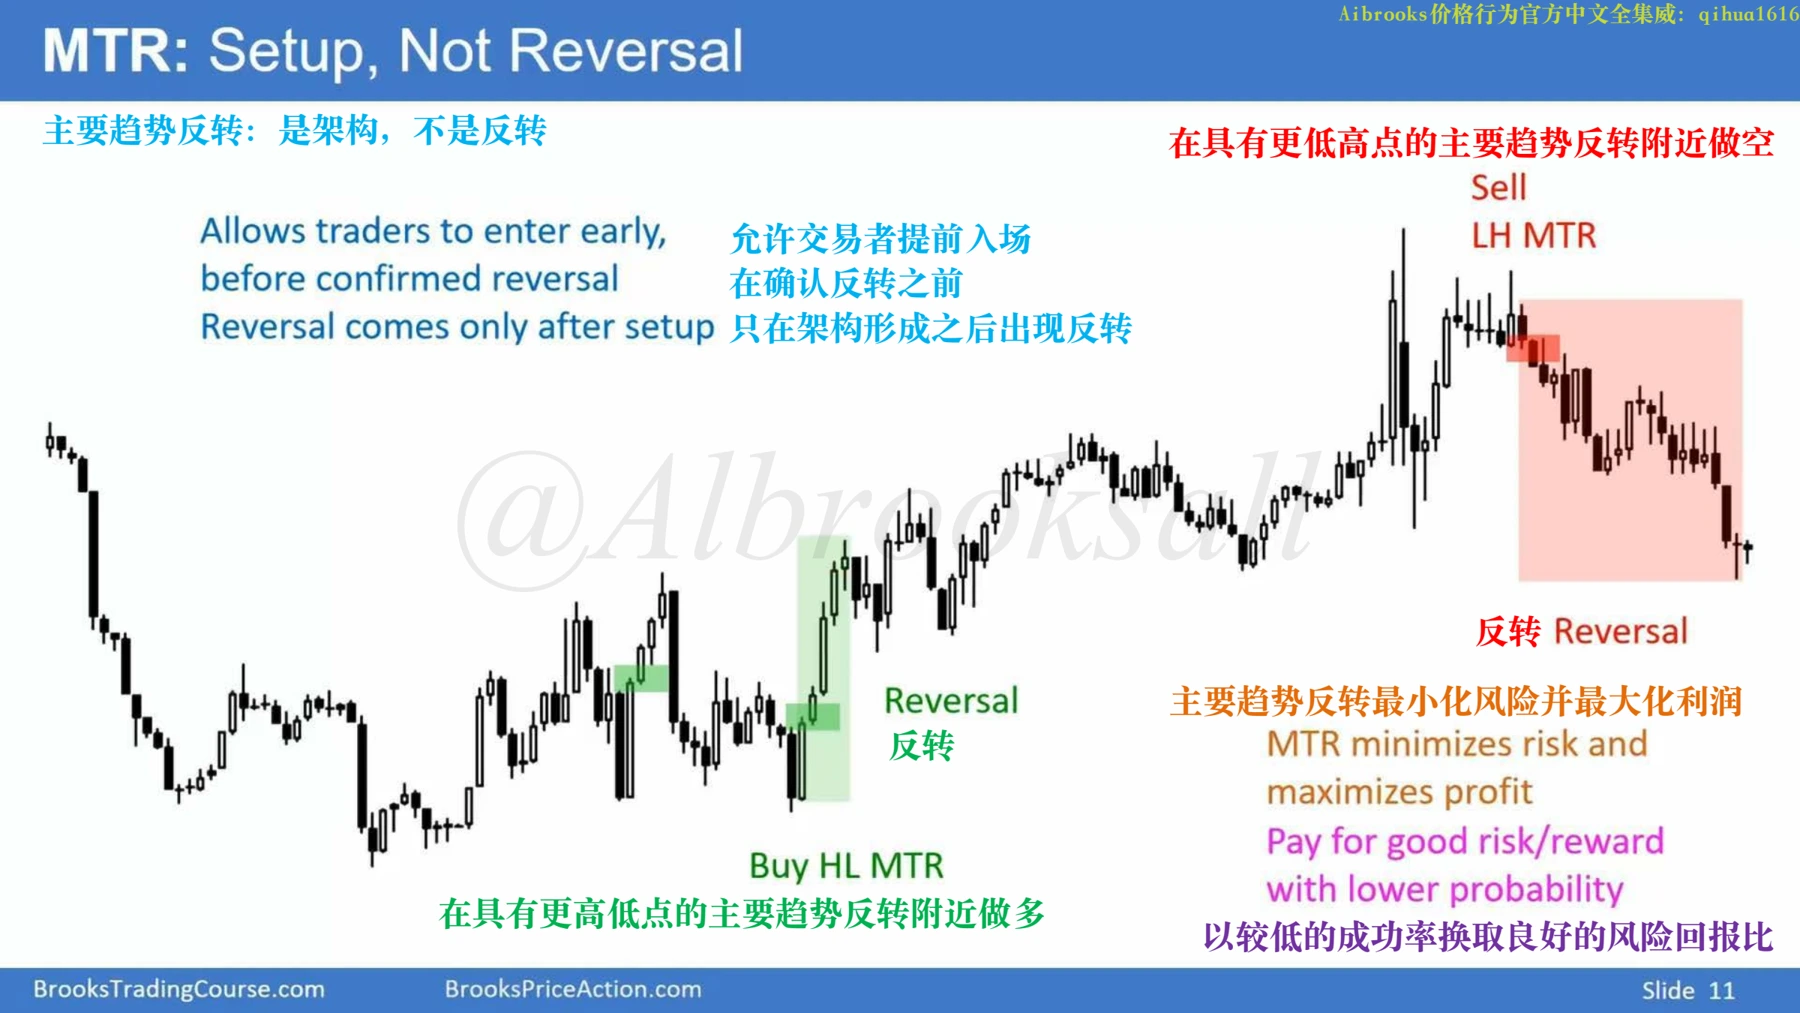 Aibrooks价格行为官方中文全集威：qihua1616
MTR: Setup, Not Reversal
主要趋势反转：是架构，不是反转
在具有更低高点的主要趋势反转附近做空
Sell
LH MTR
Allows traders to enter early,
before confirmed reversal
Reversal comes only after setup
允许交易者提前入场
在确认反转之前
只在架构形成之后出现反转
@Albrooksall
反转 Reversal
Reversal
反转
主要趋势反转最小化风险并最大化利润
MTR minimizes risk and
maximizes profit
Pay for good risk/reward
with lower probability
以较低的成功率换取良好的风险回报比
Buy HL MTR
在具有更高低点的主要趋势反转附近做多
BrooksTradingCourse.com
BrooksPriceAction.com
Slide 11